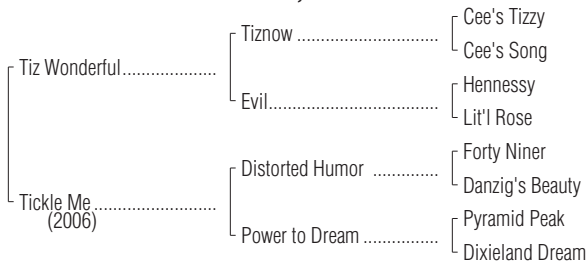 Cee's Tizzy
Tiznow ..................................
Cee's Song
Tiz Wonderful......................
Hennessy
Evil..........................................
Lit'l Rose
Forty Niner
Distorted Humor ................
Danzig's Beauty
Tickle Me .............................
(2006)
Pyramid Peak
Power to Dream ..................
Dixieland Dream